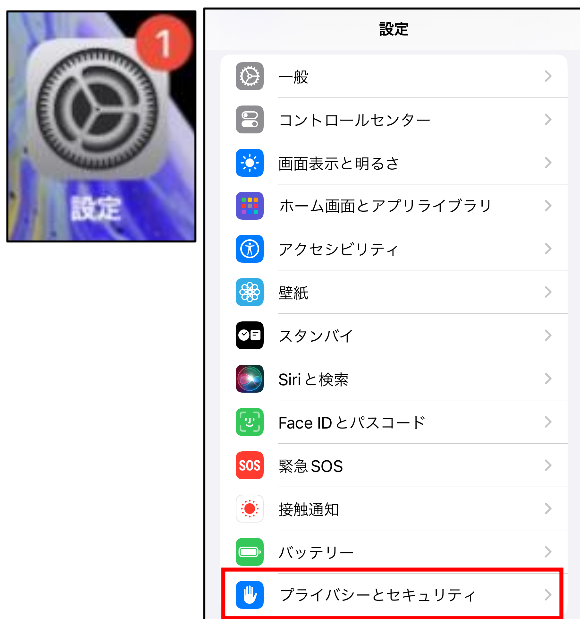 1
設定
設定
一般
コントロールセンター
画面表示と明るさ
ホーム画面とアプリライブラリ
アクセシビリティ
壁紙
スタンバイ
Siriと検索
Face IDとパスコード
SOS 緊急SOS
接触通知
バッテリー
プライバシーとセキュリティ